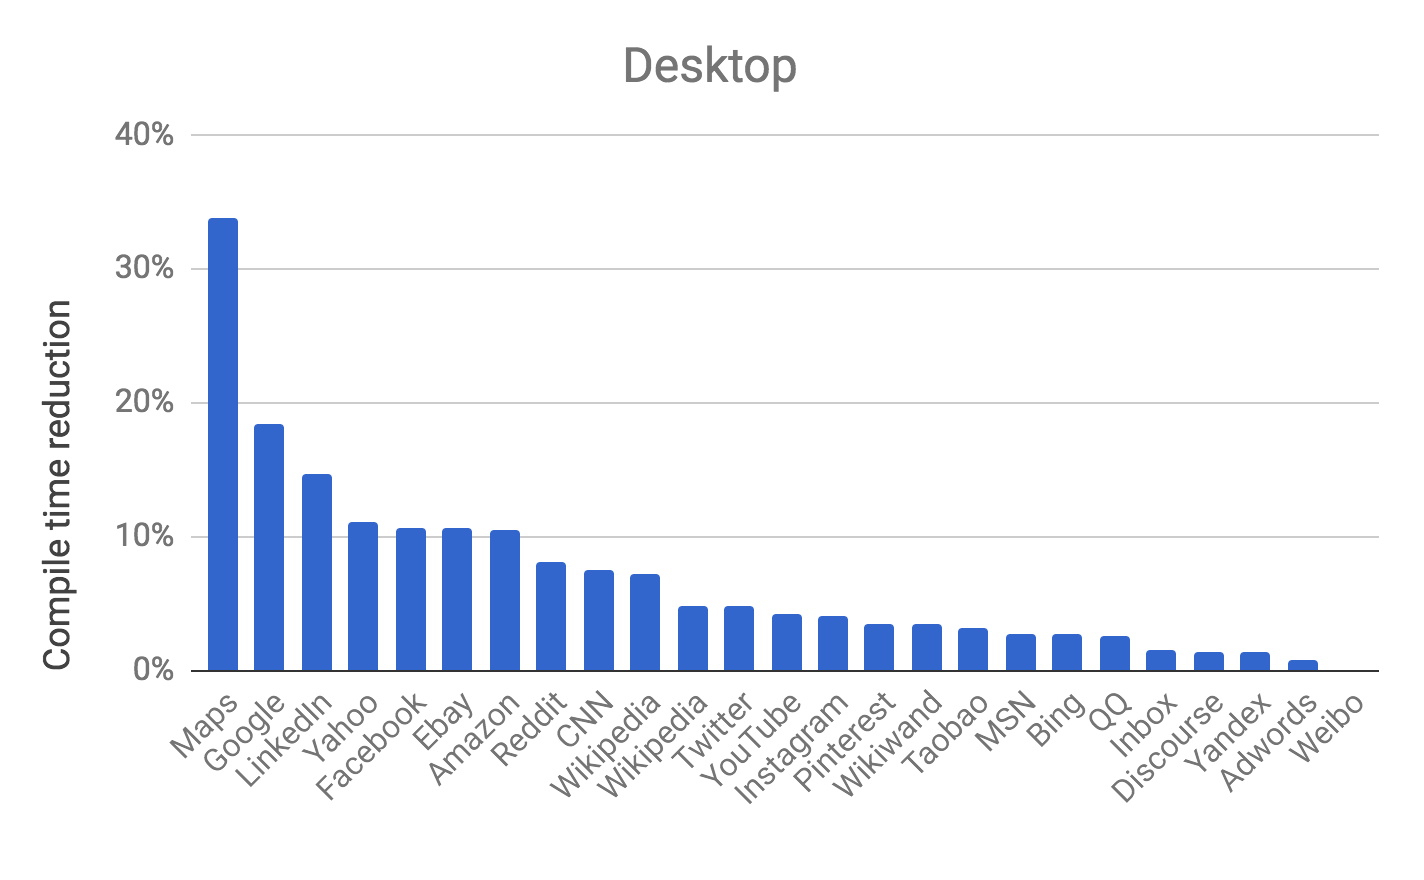 Desktop
40%
30%
20%
10%
0%
Compile time reduction
Maps
Google
LinkedIn
Yahoo
Facebook
Ebay
Amazon
Reddit
CNN
Wikipedia
Wikipedia
Twitter
YouTube
Instagram
Pinterest
Wikiwand
Taobao
MSN
Bing
QQ
Inbox
Discourse
Yandex
Adwords
Weibo